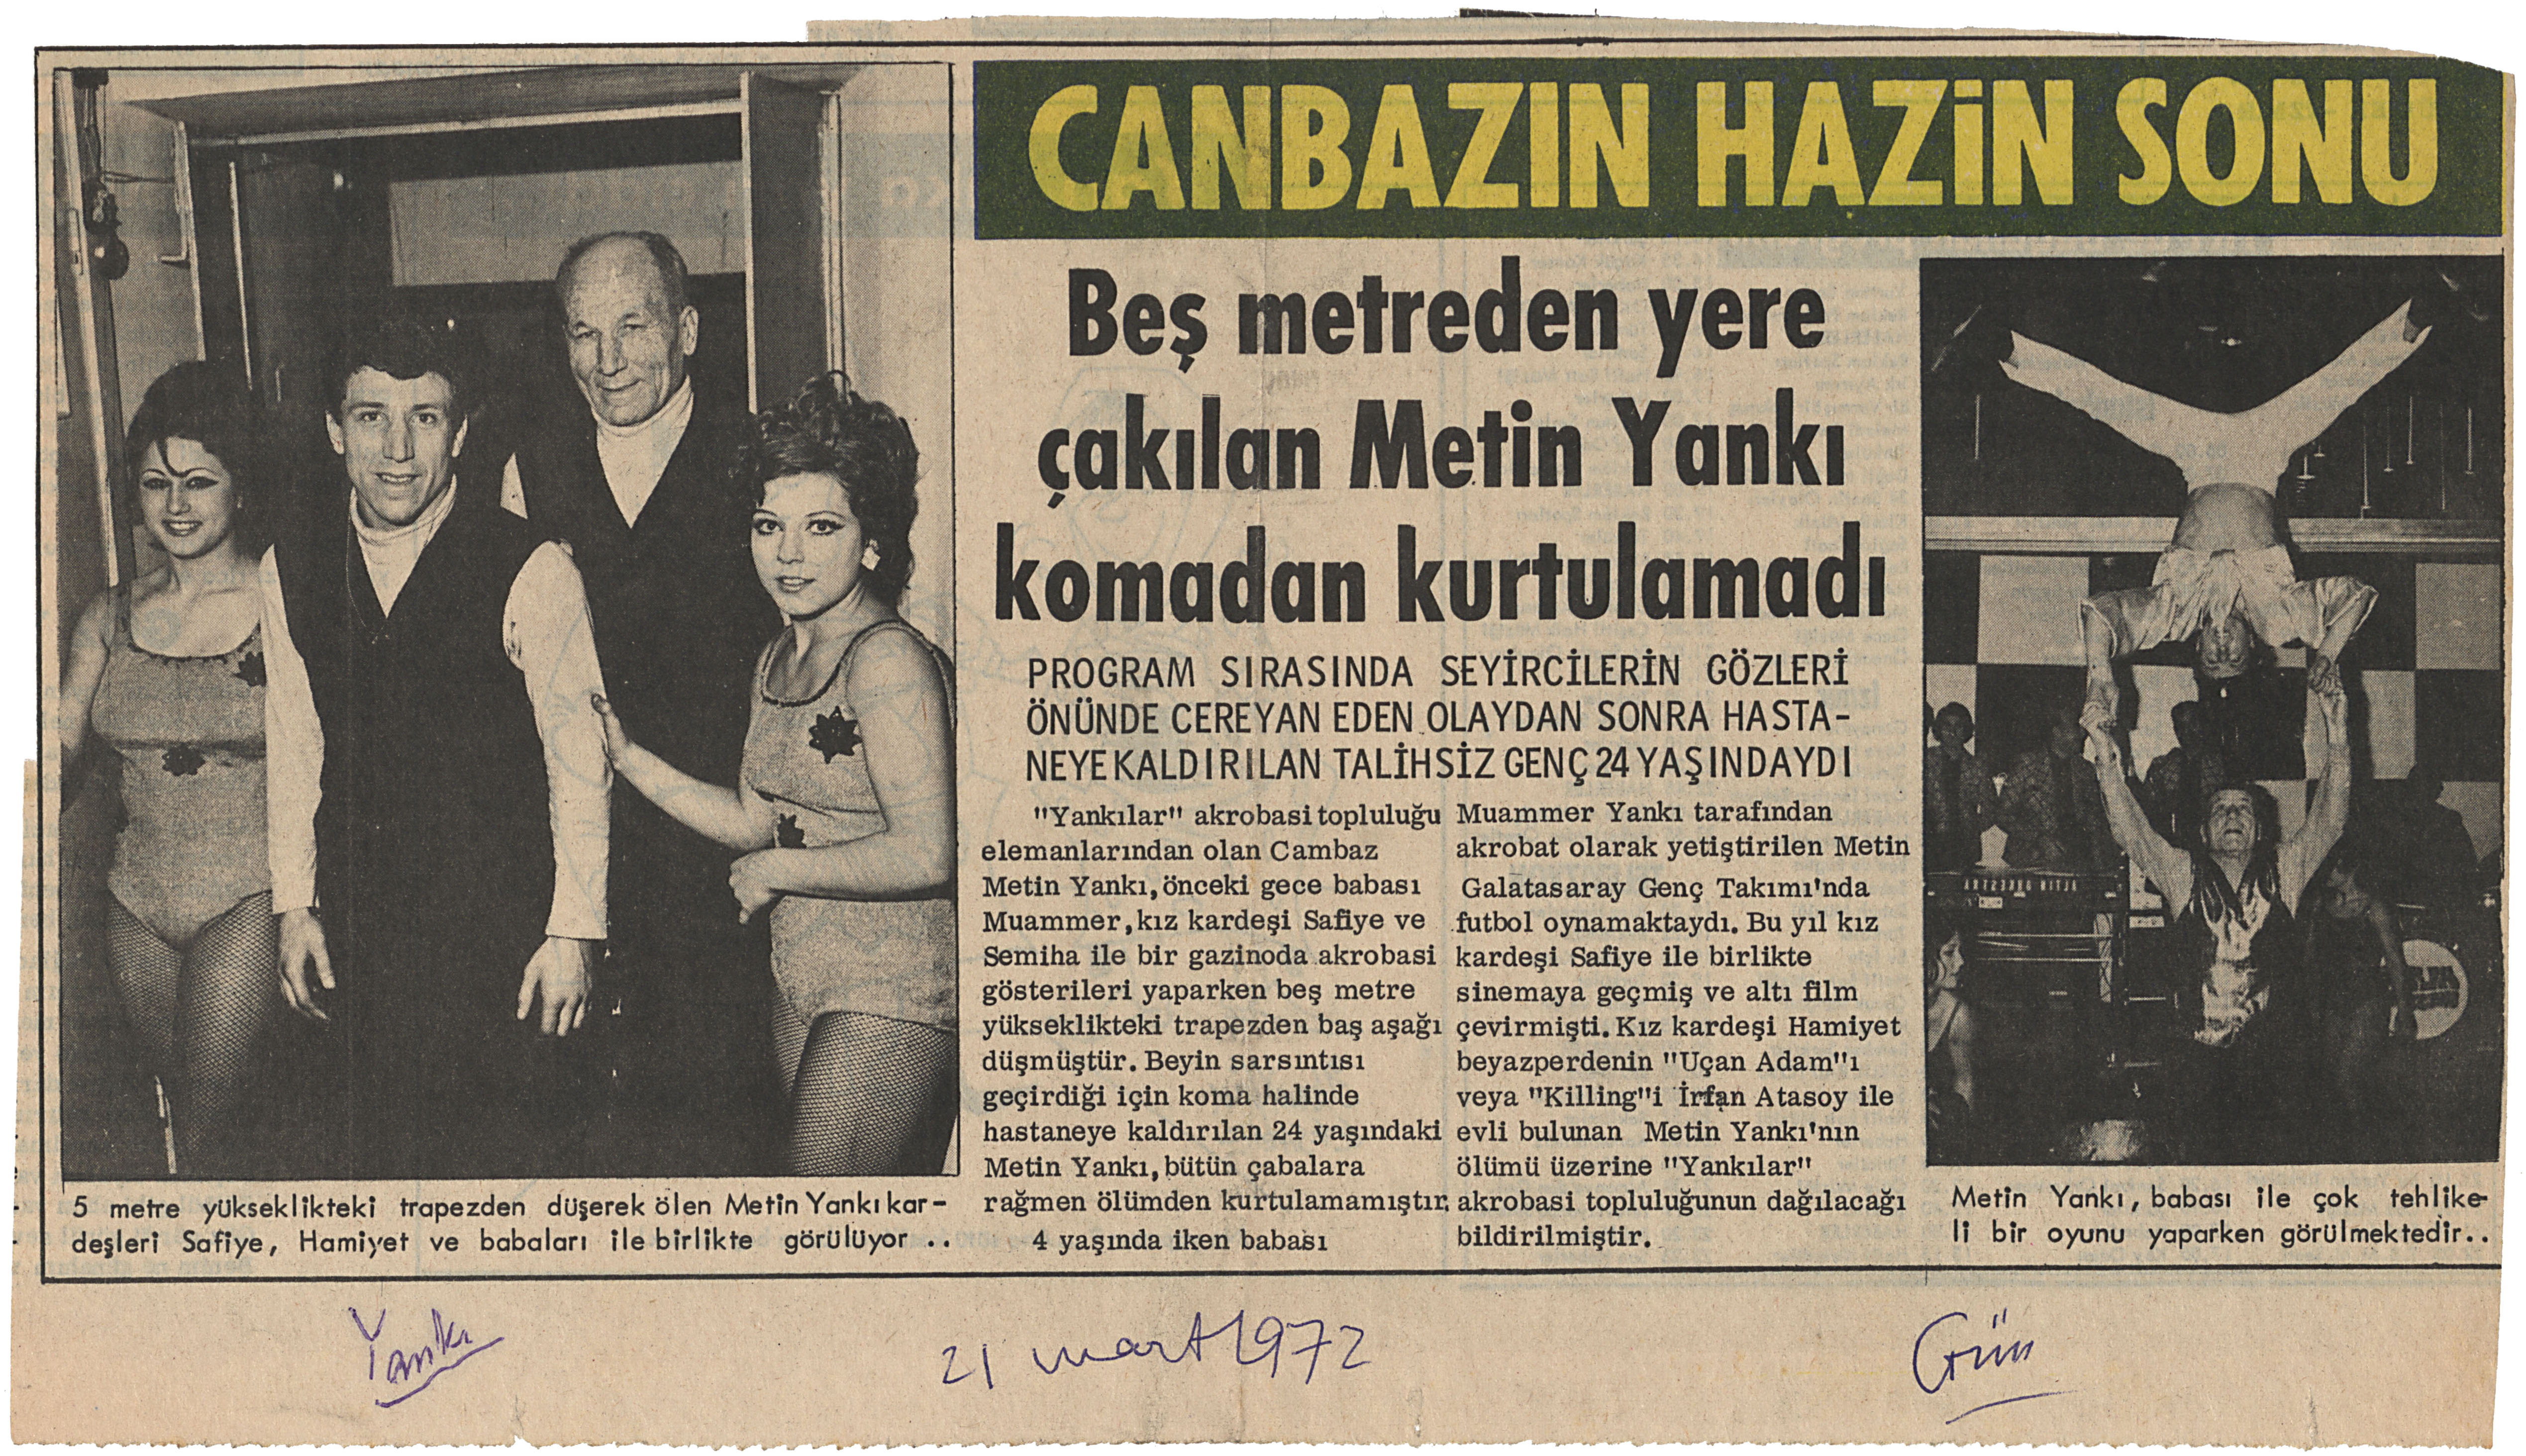 CANBAZIN HAZİN SONU
Beş metreden yere
çakılan Metin Yankı
komadan kurtulamadı
PROGRAM SIRASINDA SEYİRCİLERİN GÖZLERİ
ÖNÜNDE CEREYAN EDEN OLAYDAN SONRA HASTA-
NEYE KALDIRILAN TALİHSİZ GENÇ 24 YAŞINDAYDI
"Yankılar" akrobasi topluluğu
elemanlarından olan Cambaz
Metin Yankı, önceki gece babası
Muammer, kız kardeşi Safiye ve
Semiha ile bir gazinoda akrobasi
gösterileri yaparken beş metre
yükseklikteki trapezden baş aşağı
düşmüştür. Beyin sarsıntısı
geçirdiği için koma halinde
hastaneye kaldırılan 24 yaşındaki
Metin Yankı, bütün çabalara
rağmen ölümden kurtulamamıştır.
4 yaşında iken babası
Muammer Yankı tarafından
akrobat olarak yetiştirilen Metin
Galatasaray Genç Takımı'nda
futbol oynamaktaydı. Bu yıl kız
kardeşi Safiye ile birlikte
sinemaya geçmiş ve altı film
çevirmişti. Kız kardeşi Hamiyet
beyazperdenin "Uçan Adam"ı
veya "Killing"i İrfan Atasoy ile
evli bulunan Metin Yankı'nın
ölümü üzerine "Yankılar"
akrobasi topluluğunun dağılacağı
bildirilmiştir.
5 metre yükseklikteki trapezden düşerek ölen Metin Yankı kar-
deşleri Safiye, Hamiyet ve babaları ile birlikte görülüyor ..
Metin Yankı, babası ile çok tehlike-
li bir oyunu yaparken görülmektedir..
Yankı
21 mart 1972
Gün